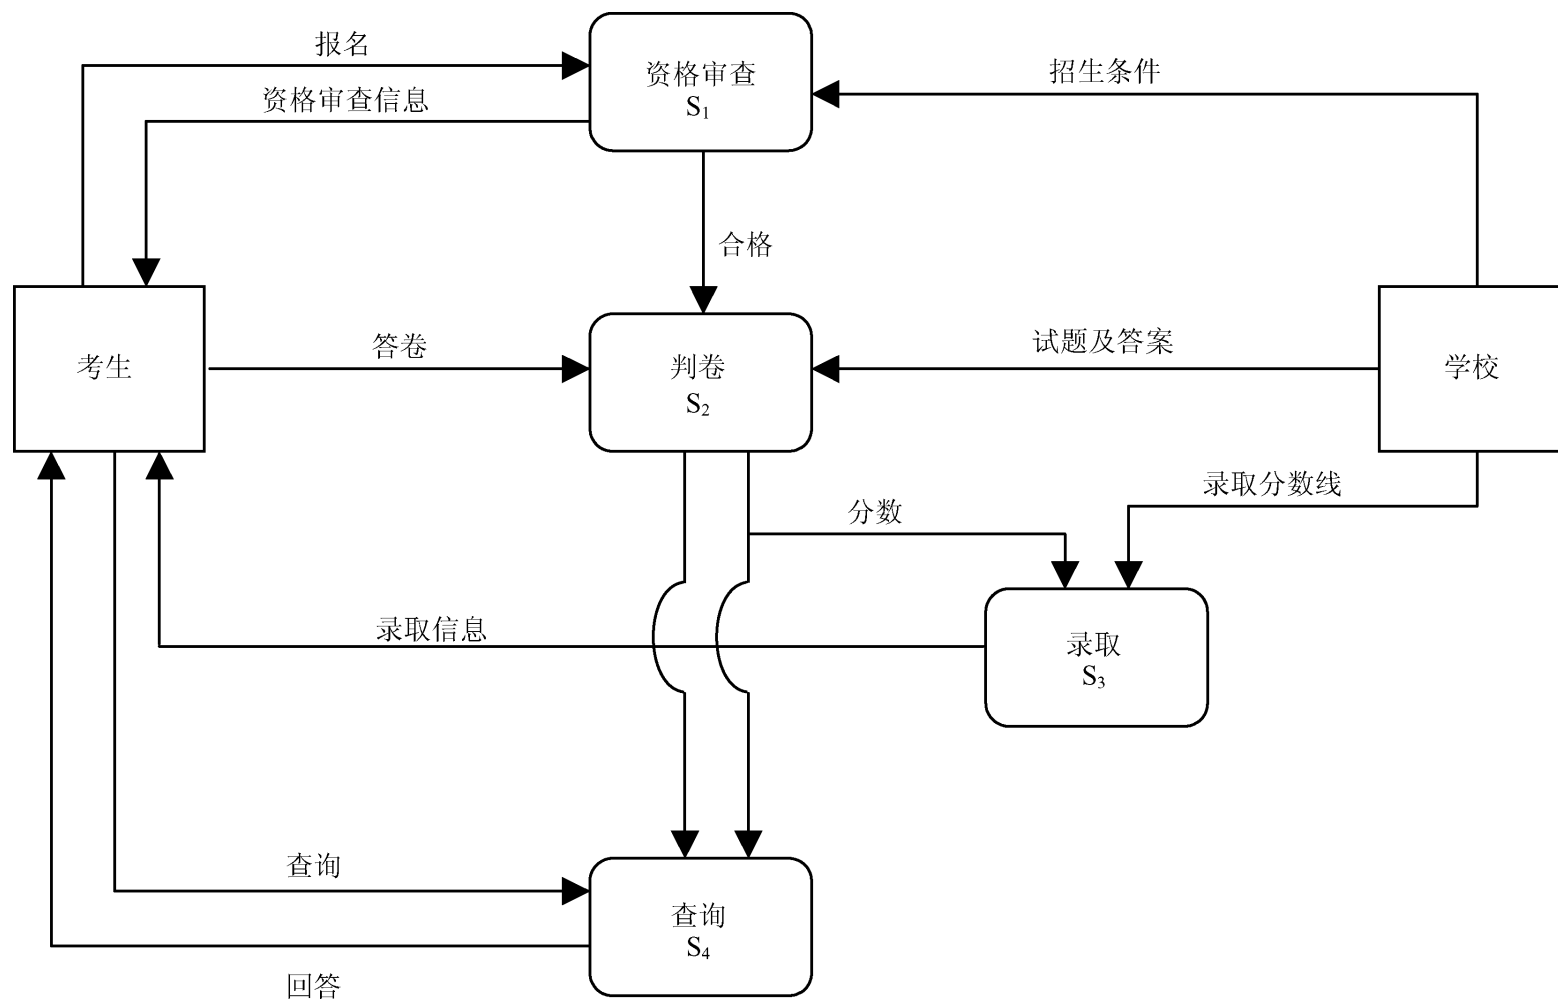 报名
资格审查
S₁
招生条件
资格审查信息
合格
考生
答卷
判卷
S₂
试题及答案
学校
录取分数线
分数
录取信息
录取
S₃
查询
查询
S₄
回答